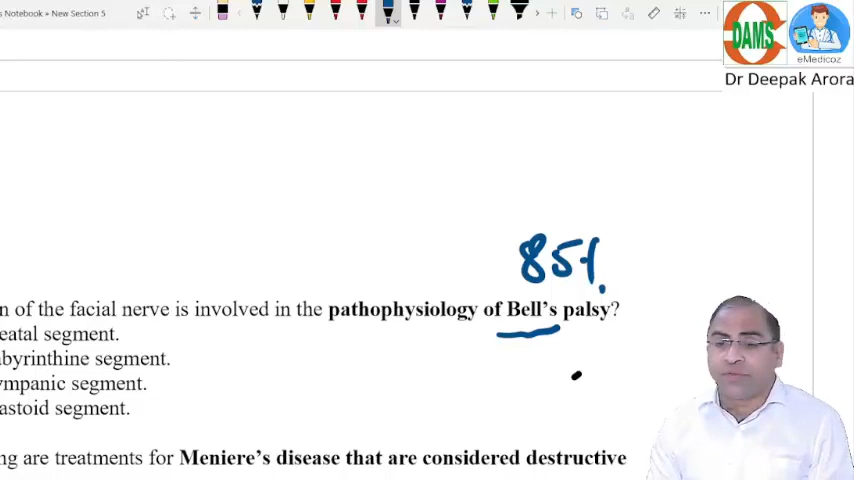 s Notebook » New Section 5
DAMS
eMedicoz
Dr Deepak Arora
85%
n of the facial nerve is involved in the pathophysiology of Bell's palsy?
eatal segment.
abyrinthine segment.
ympanic segment.
astoid segment.
ng are treatments for Meniere's disease that are considered destructive